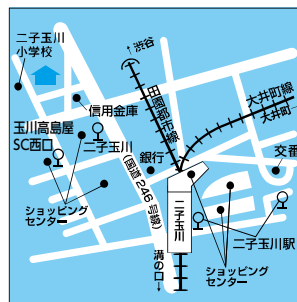 二子玉川
小学校
↑渋谷
田園都市線
大井町線
大井町→
信用金庫
玉川高島屋
SC西口
二子玉川
(国道246号線)
銀行
交番
ショッピング
センター
二子玉川
二子玉川駅
ショッピング
センター
溝の口→